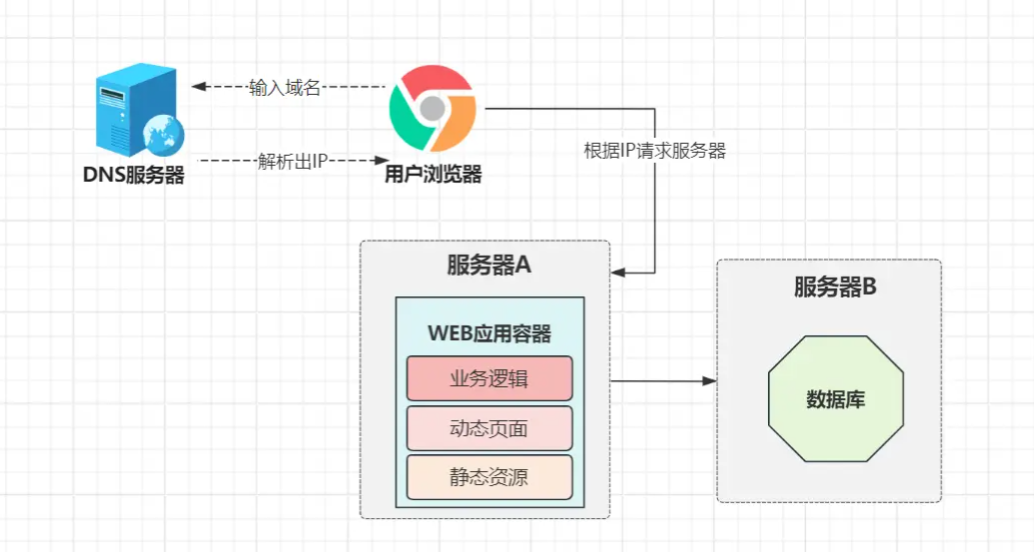 输入域名
解析出IP
DNS服务器
用户浏览器
根据IP请求服务器
服务器A
WEB应用容器
业务逻辑
动态页面
静态资源
服务器B
数据库